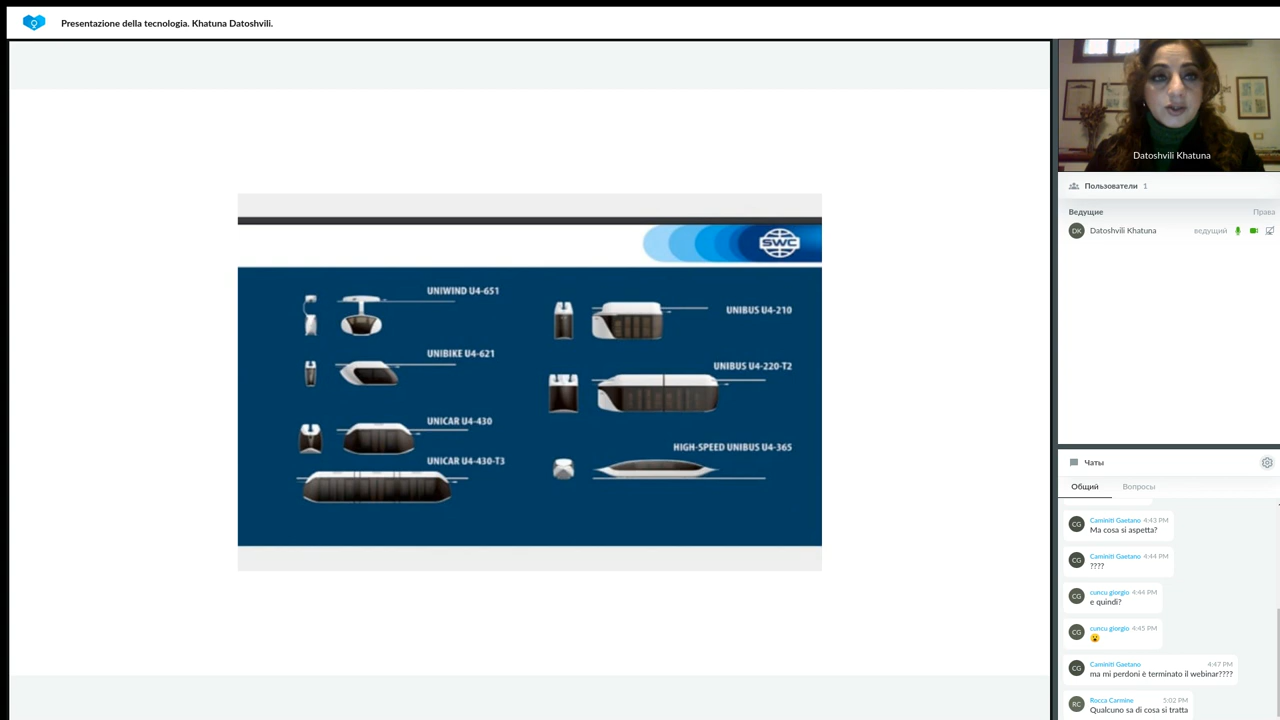 Presentazione della tecnologia. Khatuna Datoshvili.
SWC
UNIWIND U4-651
UNIBIKE U4-621
UNICAR U4-430
UNICAR U4-430-T3
UNIBUS U4-210
UNIBUS U4-220-T2
HIGH-SPEED UNIBUS U4-365
Datoshvili Khatuna
Пользователи 1
Ведущие Права
DK Datoshvili Khatuna ведущий
Чаты
Общий Вопросы
CG Caminiti Gaetano 4:43 PM
Ma cosa si aspetta?
CG Caminiti Gaetano 4:44 PM
????
CG cuncu giorgio 4:44 PM
e quindi?
CG cuncu giorgio 4:45 PM
😮
CG Caminiti Gaetano 4:47 PM
ma mi perdoni è terminato il webinar????
RC Rocca Carmine 5:02 PM
Qualcuno sa di cosa si tratta